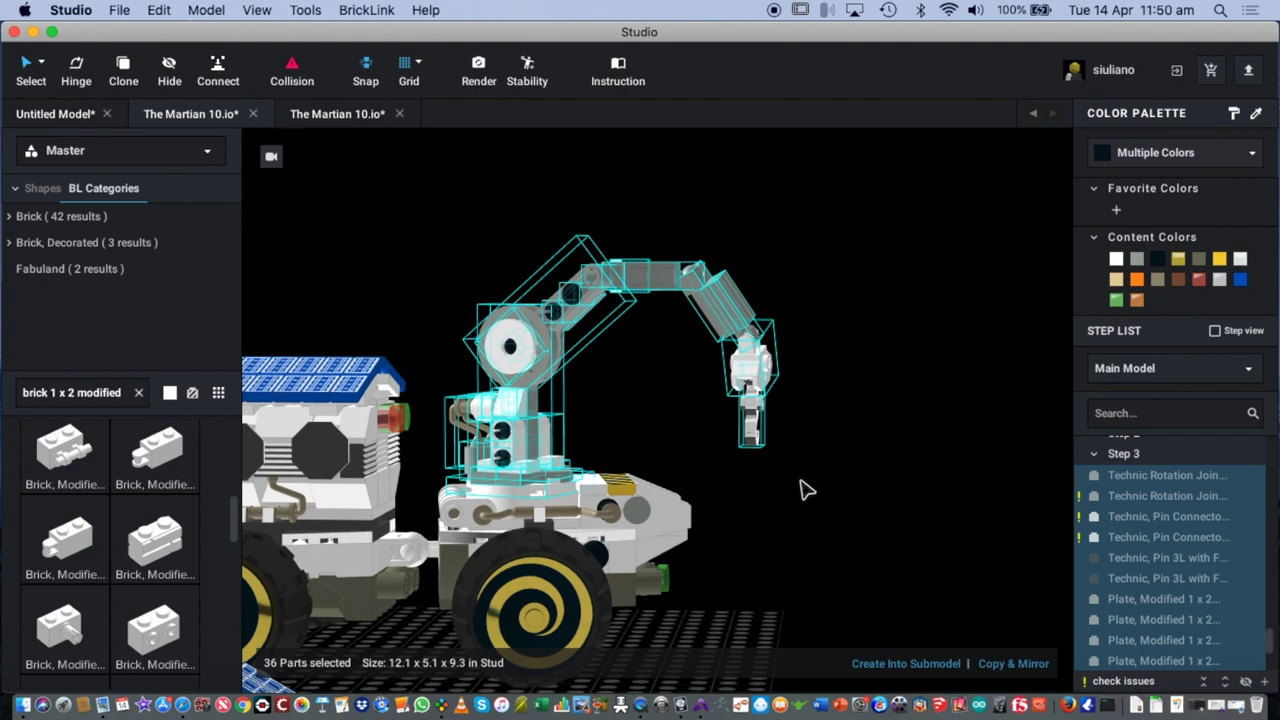 Studio File Edit Model View Tools BrickLink Help 100% Tue 14 Apr 11:50 am
Studio
Select Hinge Clone Hide Connect Collision Snap Grid Render Stability Instruction siuliano
Untitled Model* The Martian 10.io* The Martian 10.io* COLOR PALETTE
Master Multiple Colors
Shapes BL Categories Favorite Colors
Brick ( 42 results )
Brick, Decorated ( 3 results ) Content Colors
Fabuland ( 2 results )
STEP LIST Step view
Main Model
brick 1 x 2 modified Search...
Step 3
Technic Rotation Join...
Brick, Modifie... Brick, Modifie... Technic Rotation Join...
Technic, Pin Connecto...
Technic, Pin Connecto...
Technic, Pin 3L with F...
Brick, Modifie... Brick, Modifie... Technic, Pin 3L with F...
Plate, Modified 1 x 2...
Plate, Modified 1 x 2...
Plate, Modified 1 x 2...
Brick, Modifie... Brick, Modifie... 36 Parts selected Size: 12.1 x 5.1 x 9.3 in Stud Create Into Submodel | Copy & Mirror Plate, Modified 1 x 2...
check issues